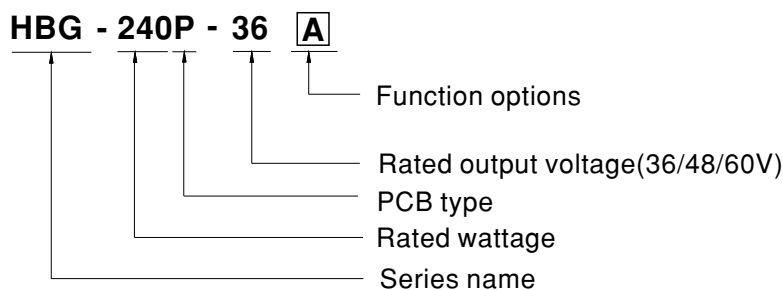 HBG - 240P - 36 A
Function options
Rated output voltage(36/48/60V)
PCB type
Rated wattage
Series name